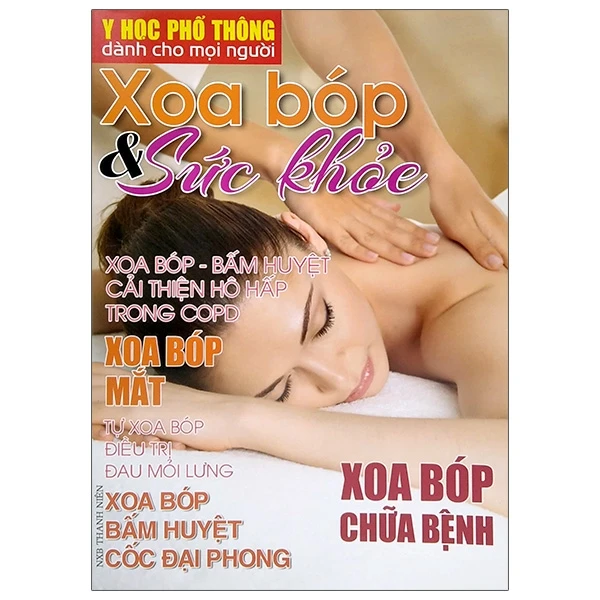 Y HỌC PHỔ THÔNG
dành cho mọi người
Xoa bóp
& Sức khỏe
XOA BÓP - BẤM HUYỆT
CẢI THIỆN HÔ HẤP
TRONG COPD
XOA BÓP
MẮT
TỰ XOA BÓP
ĐIỀU TRỊ
ĐAU MỎI LƯNG
XOA BÓP
BẤM HUYỆT
CỐC ĐẠI PHONG
NXB THANH NIÊN
XOA BÓP
CHỮA BỆNH